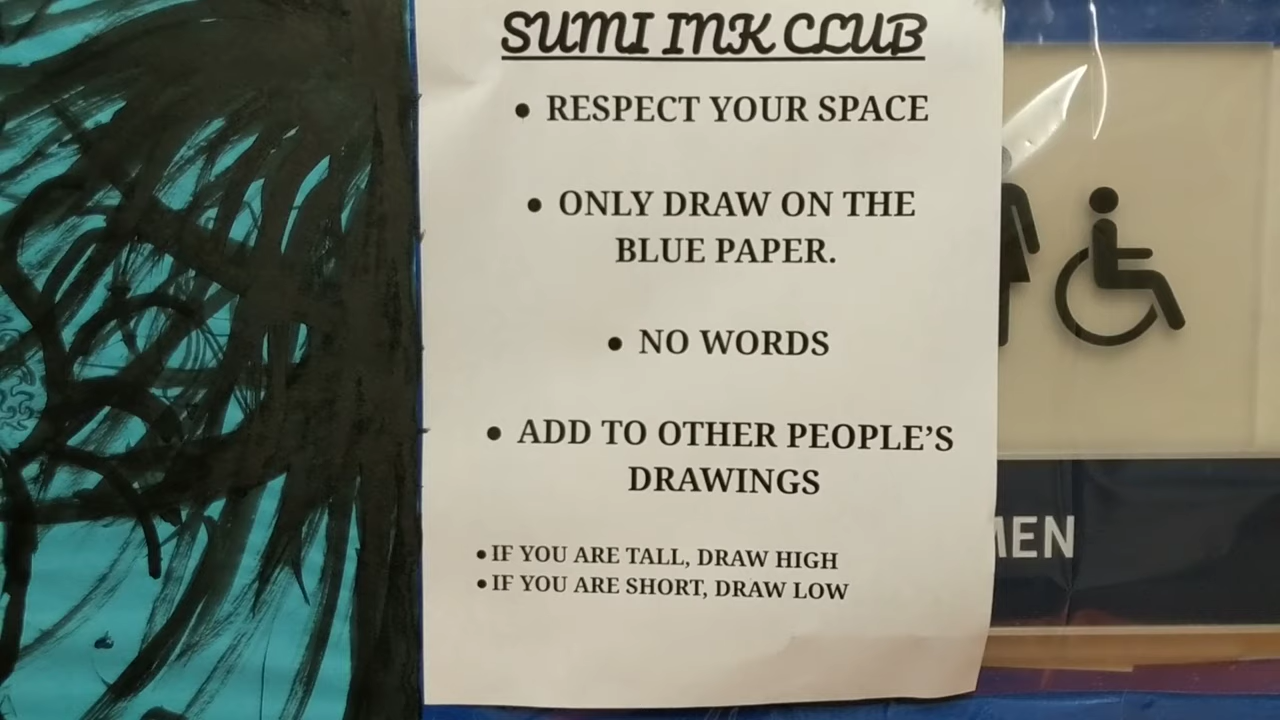 SUMI INK CLUB
• RESPECT YOUR SPACE
• ONLY DRAW ON THE
BLUE PAPER.
• NO WORDS
• ADD TO OTHER PEOPLE'S
DRAWINGS
• IF YOU ARE TALL, DRAW HIGH
• IF YOU ARE SHORT, DRAW LOW